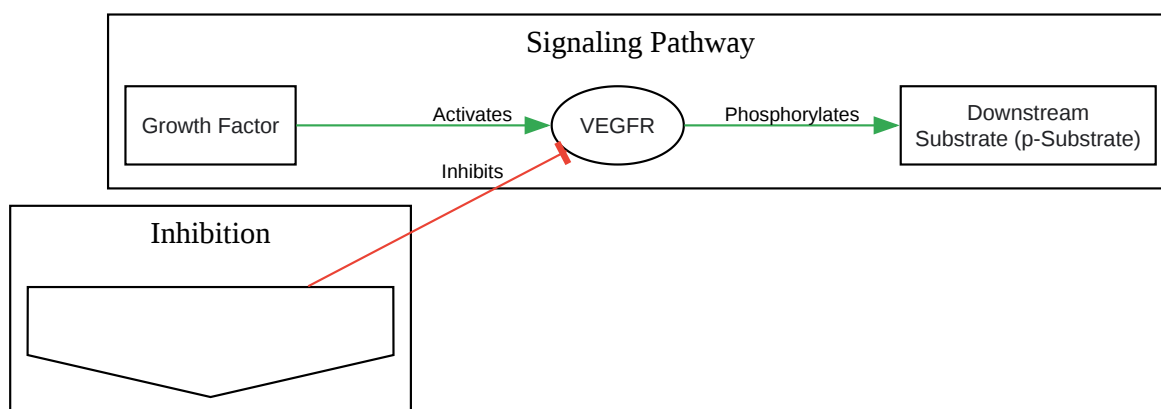 Signaling Pathway
Growth Factor
Activates
VEGFR
Phosphorylates
Downstream
Substrate (p-Substrate)
Inhibits
Inhibition